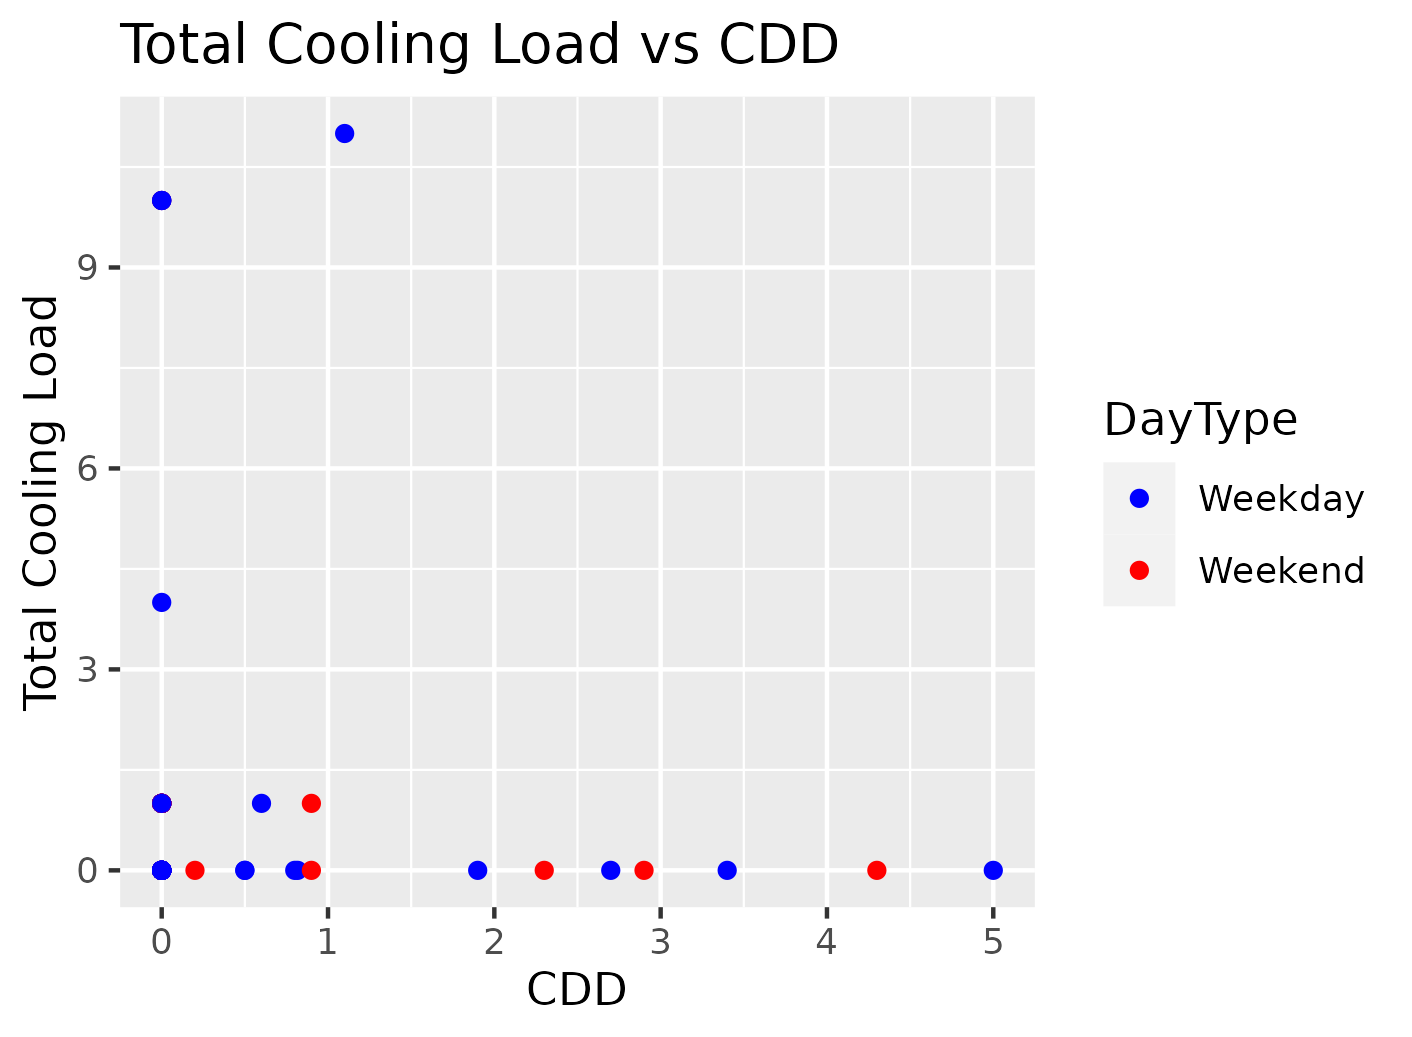 Total Cooling Load vs CDD
Total Cooling Load
9
6
3
0
0 1 2 3 4 5
CDD
DayType
Weekday
Weekend